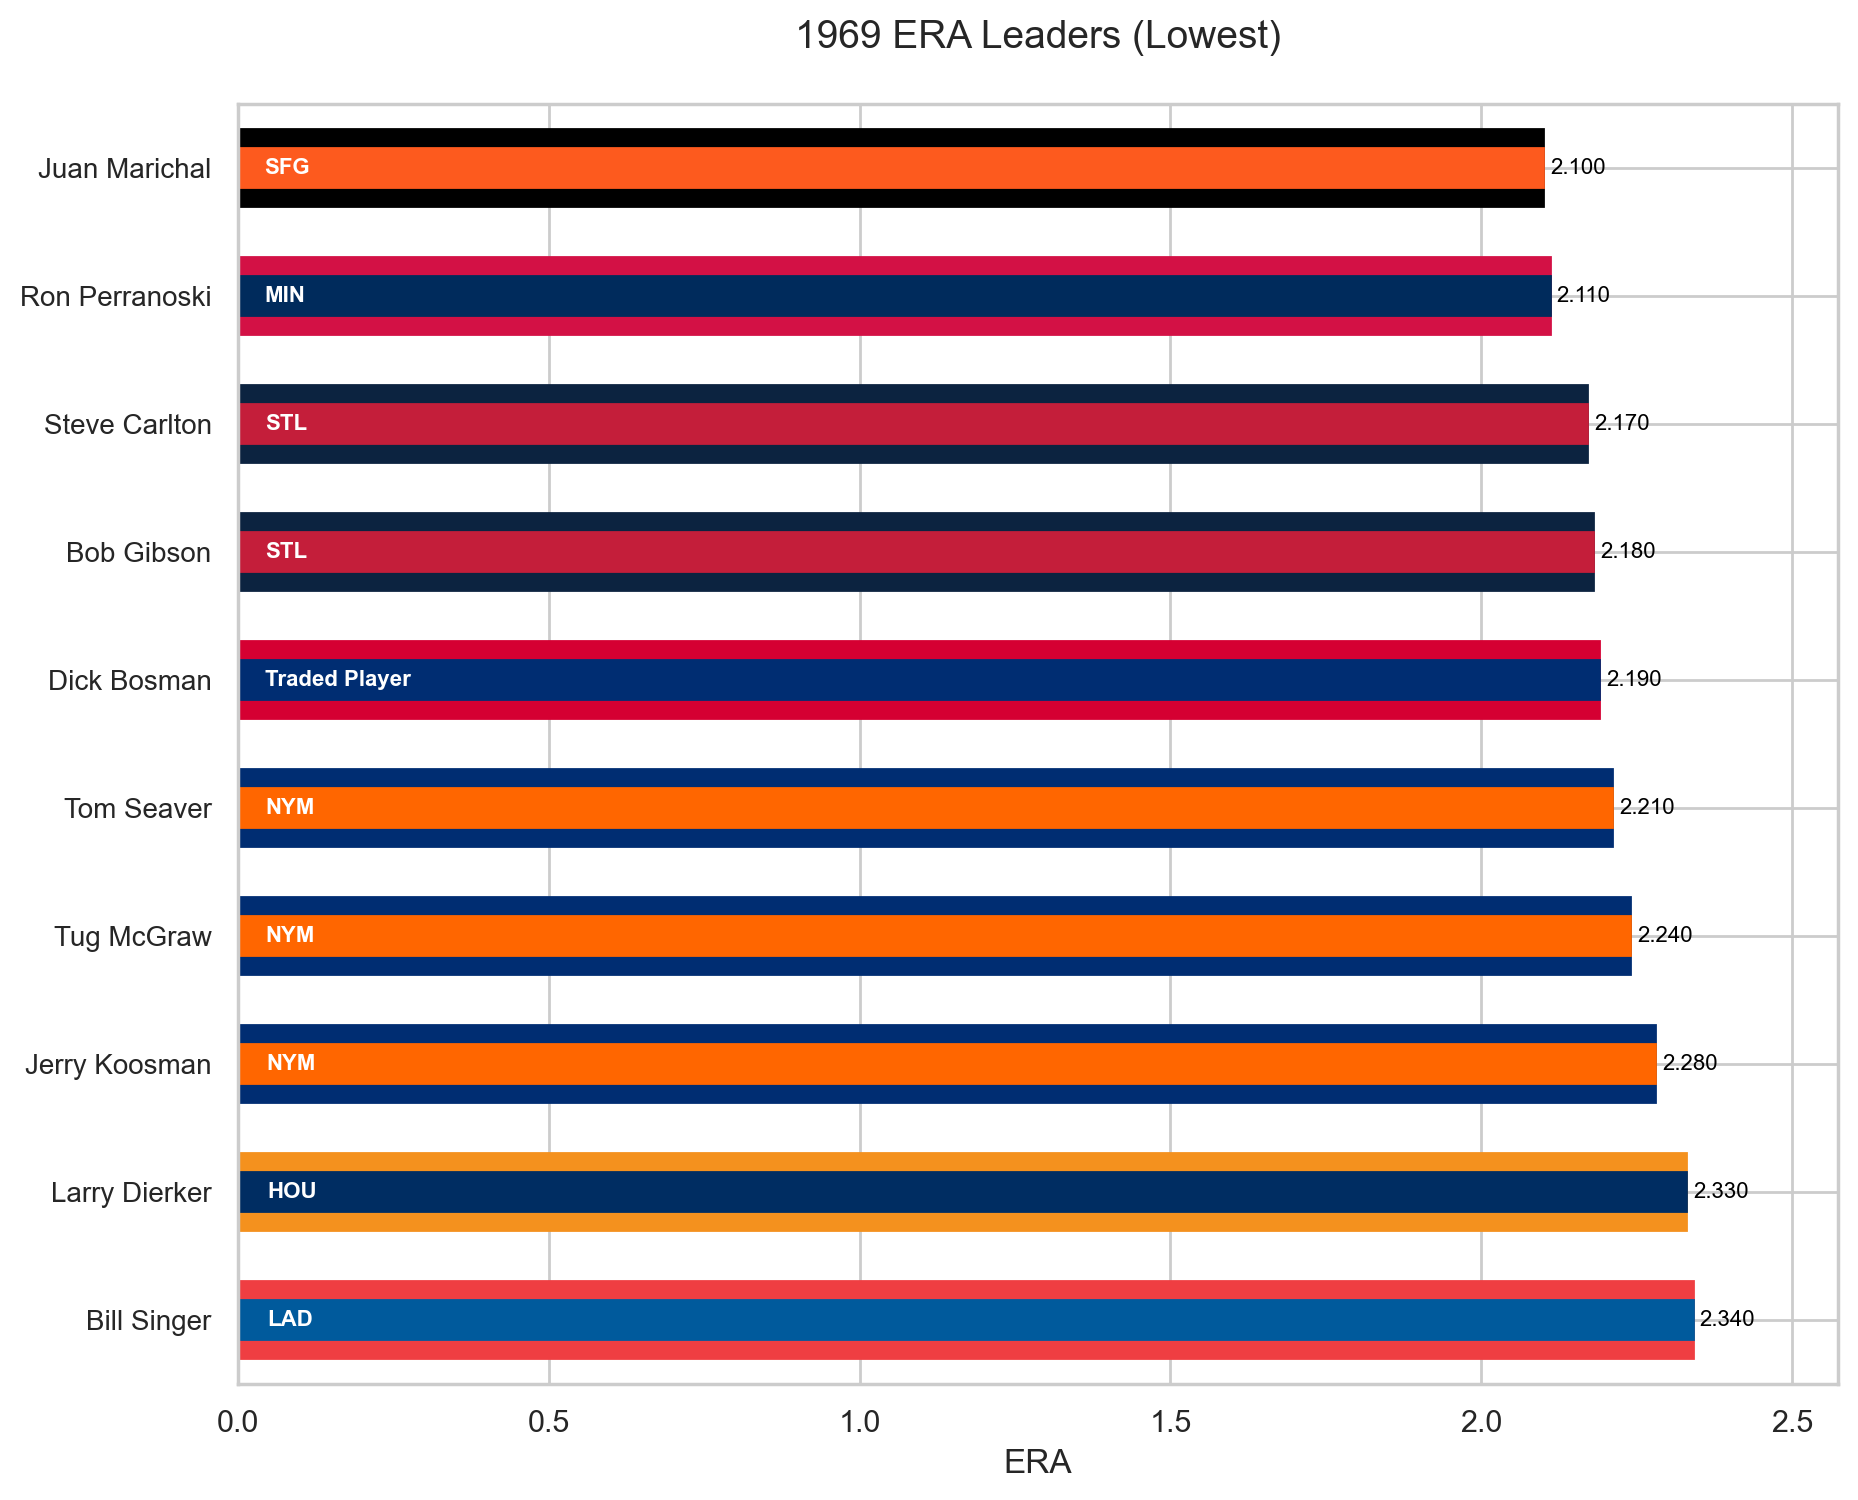 1969 ERA Leaders (Lowest)
Juan Marichal SFG 2.100
Ron Perranoski MIN 2.110
Steve Carlton STL 2.170
Bob Gibson STL 2.180
Dick Bosman Traded Player 2.190
Tom Seaver NYM 2.210
Tug McGraw NYM 2.240
Jerry Koosman NYM 2.280
Larry Dierker HOU 2.330
Bill Singer LAD 2.340
0.0 0.5 1.0 1.5 2.0 2.5
ERA